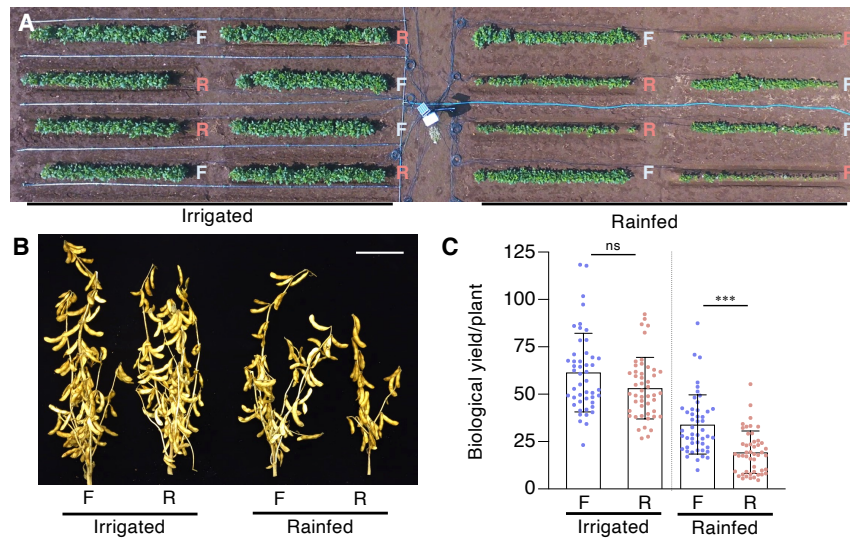 A
F R F R
R F R F
R F R F
F R F R
Irrigated
Rainfed
B
F R F R
Irrigated Rainfed
C
Biological yield/plant
125
100
75
50
25
0
ns
***
F R F R
Irrigated Rainfed